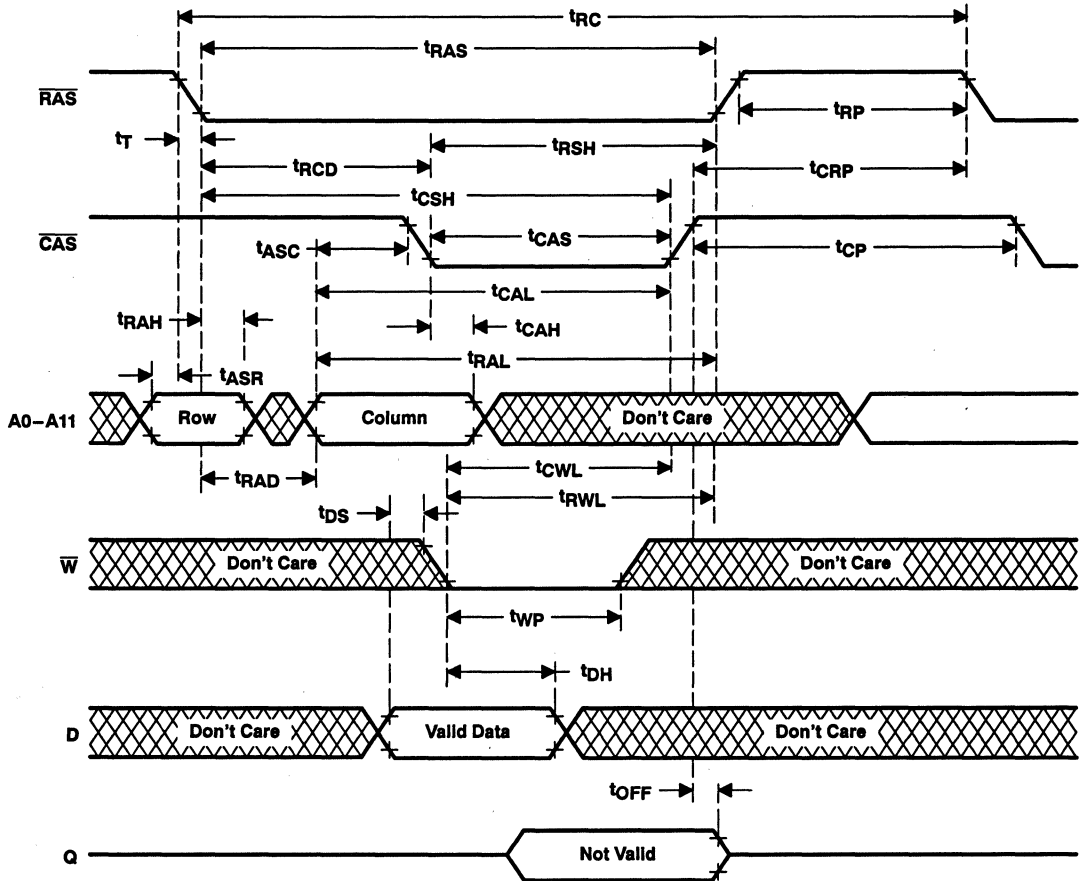 tRC
tRAS
RAS
tRP
tT
tRSH
tRCD
tCRP
tCSH
CAS
tCAS
tASC
tCP
tCAL
tRAH
tCAH
tRAL
tASR
A0–A11
Row
Column
Don't Care
tCWL
tRAD
tRWL
tDS
W
Don't Care
Don't Care
tWP
tDH
D
Don't Care
Valid Data
Don't Care
tOFF
Q
Not Valid